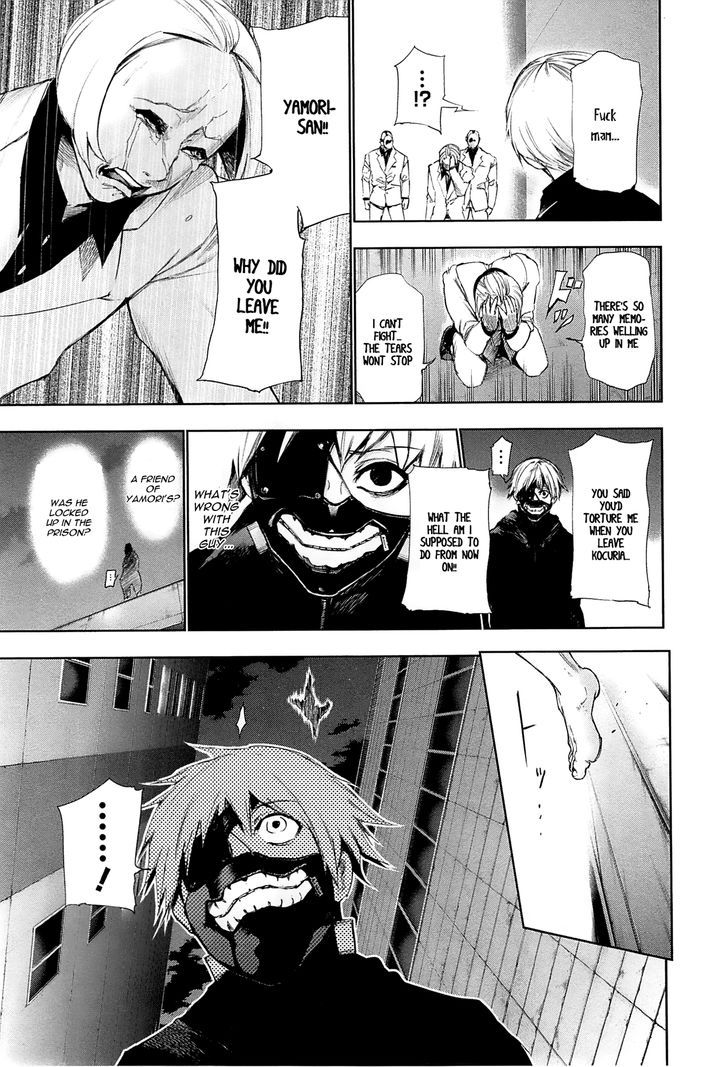 Fuck
man...
...
!?
THERE'S SO
MANY MEMO-
RIES WELLING
UP IN ME
I CAN'T
FIGHT...
THE TEARS
WONT STOP
YAMORI-
SAN!!
WHY DID
YOU
LEAVE
ME!!
YOU SAID
YOU'D
TORTURE ME
WHEN YOU
LEAVE
KOCURIA...
...
WHAT THE
HELL AM I
SUPPOSED TO
DO FROM NOW
ON!!
WHAT'S
WRONG
WITH
THIS
GUY...
A FRIEND
OF
YAMORI'S?
WAS HE
LOCKED
UP IN THE
PRISON?
...
......!